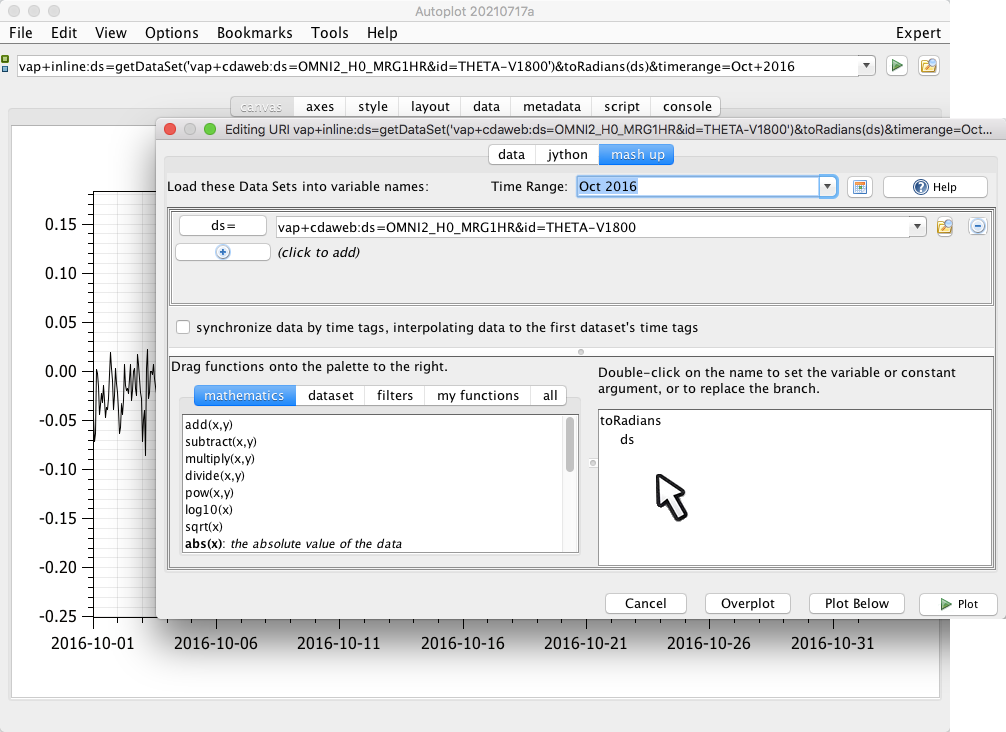 Autoplot 20210717a
File Edit View Options Bookmarks Tools Help Expert
vap+inline:ds=getDataSet('vap+cdaweb:ds=OMNI2_H0_MRG1HR&id=THETA-V1800')&toRadians(ds)&timerange=Oct+2016
canvas axes style layout data metadata script console
Editing URI vap+inline:ds=getDataSet('vap+cdaweb:ds=OMNI2_H0_MRG1HR&id=THETA-V1800')&toRadians(ds)&timerange=Oct...
data jython mash up
Load these Data Sets into variable names: Time Range: Oct 2016 Help
ds= vap+cdaweb:ds=OMNI2_H0_MRG1HR&id=THETA-V1800
(click to add)
synchronize data by time tags, interpolating data to the first dataset's time tags
Drag functions onto the palette to the right.
mathematics dataset filters my functions all
add(x,y)
subtract(x,y)
multiply(x,y)
divide(x,y)
pow(x,y)
log10(x)
sqrt(x)
abs(x): the absolute value of the data
Double-click on the name to set the variable or constant
argument, or to replace the branch.
toRadians
ds
Cancel Overplot Plot Below Plot
0.15
0.10
0.05
0.00
-0.05
-0.10
-0.15
-0.20
-0.25
2016-10-01 2016-10-06 2016-10-11 2016-10-16 2016-10-21 2016-10-26 2016-10-31